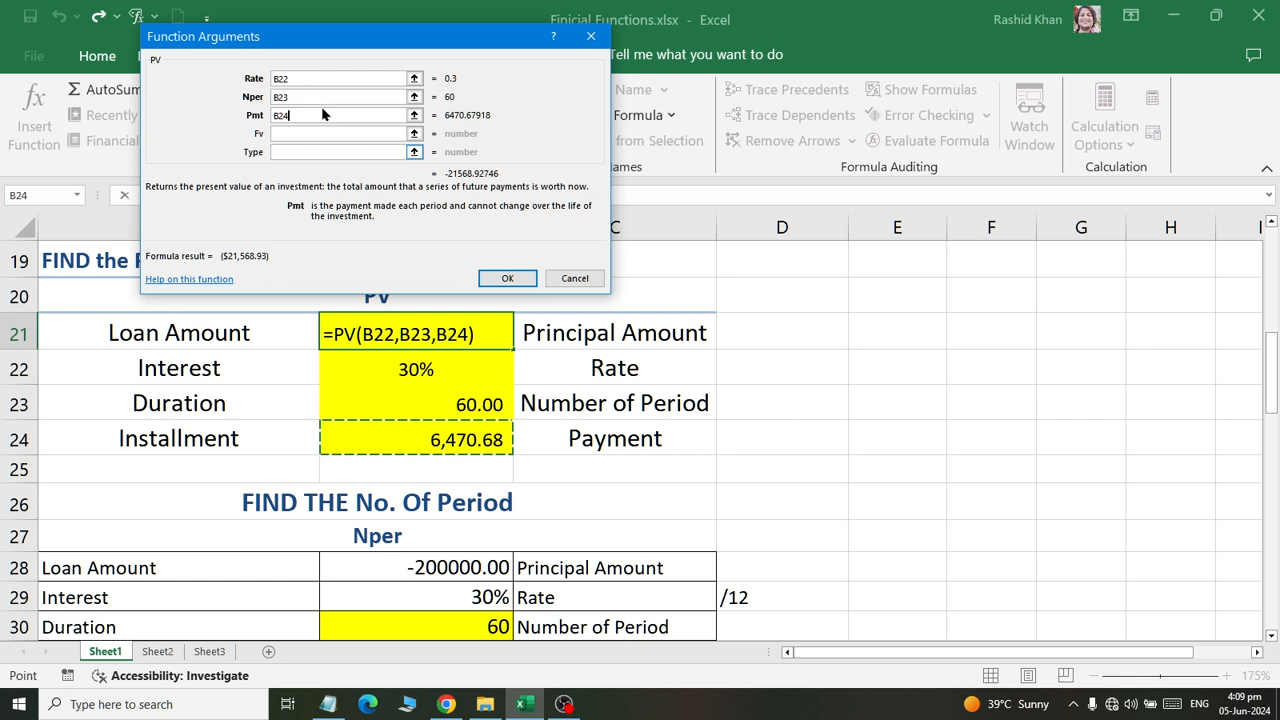 Finicial Functions.xlsx - Excel
Rashid Khan
File
Home
Tell me what you want to do
Function Arguments
?
PV
Rate B22 = 0.3
Nper B23 = 60
Pmt B24 = 6470.67918
Fv = number
Type = number
= -21568.92746
Returns the present value of an investment: the total amount that a series of future payments is worth now.
Pmt is the payment made each period and cannot change over the life of
the investment.
Formula result = ($21,568.93)
Help on this function
OK
Cancel
fx
Insert
Function
Σ AutoSum
Recently
Financial
Name
Formula
from Selection
ames
Trace Precedents
Trace Dependents
Remove Arrows
Show Formulas
Error Checking
Evaluate Formula
Formula Auditing
Watch
Window
Calculation
Options
Calculation
B24
C D E F G H I
19 FIND the P
20 PV
21 Loan Amount =PV(B22,B23,B24) Principal Amount
22 Interest 30% Rate
23 Duration 60.00 Number of Period
24 Installment 6,470.68 Payment
25
26 FIND THE No. Of Period
27 Nper
28 Loan Amount -200000.00 Principal Amount
29 Interest 30% Rate /12
30 Duration 60 Number of Period
Sheet1 Sheet2 Sheet3
Point
Accessibility: Investigate
175%
Type here to search
39°C Sunny
ENG
4:09 pm
05-Jun-2024